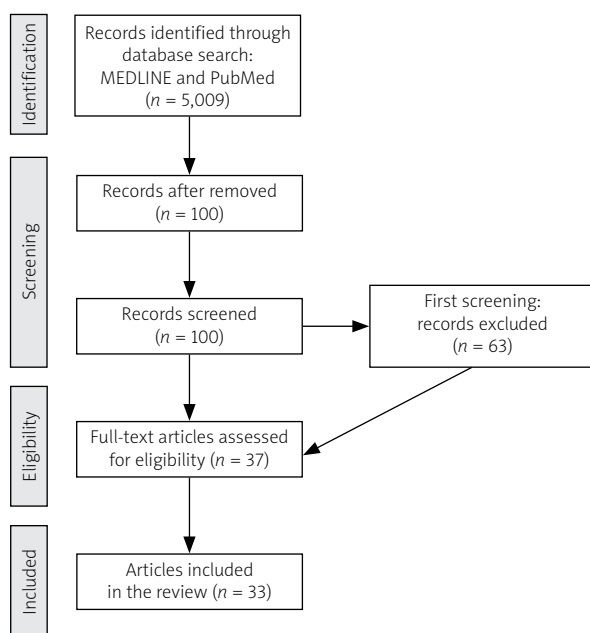 Identification
Records identified through
database search:
MEDLINE and PubMed
(n = 5,009)
Screening
Records after removed
(n = 100)
Records screened
(n = 100)
First screening:
records excluded
(n = 63)
Eligibility
Full-text articles assessed
for eligibility (n = 37)
Included
Articles included
in the review (n = 33)